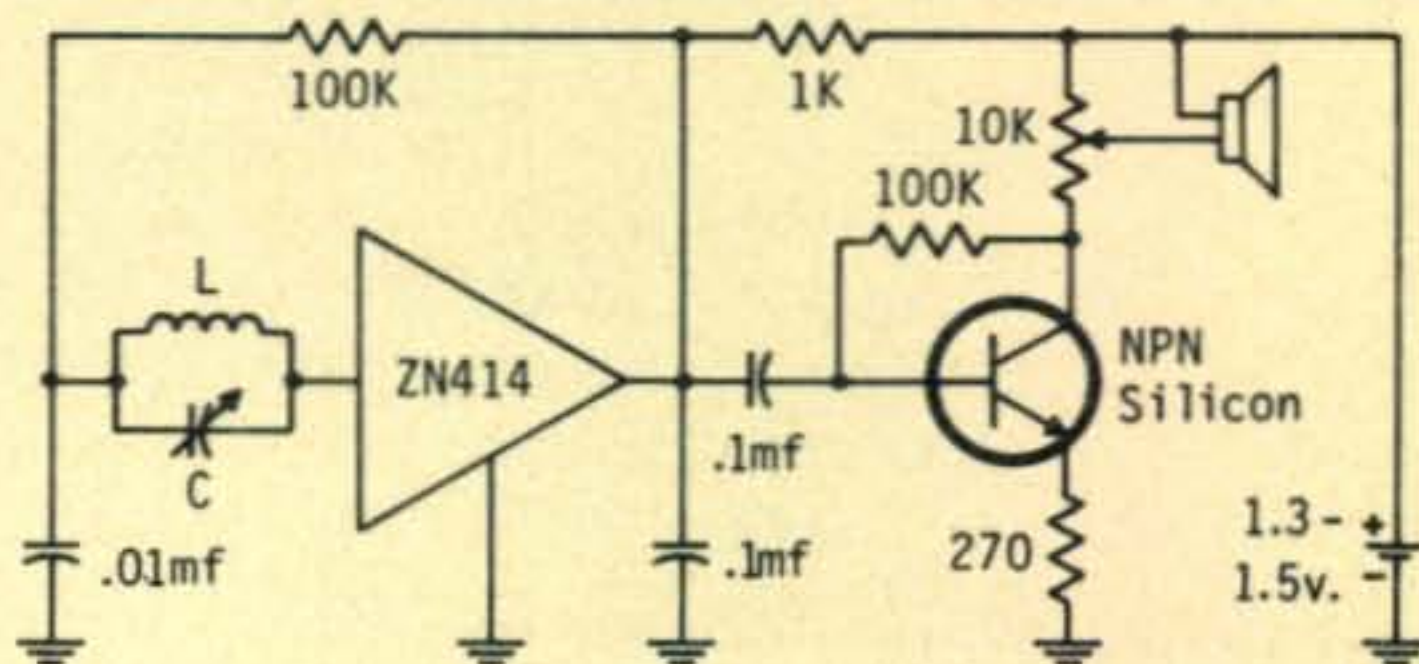 100K
1K
10K
100K
L
ZN414
C
NPN
Silicon
.1mf
.01mf
.1mf
270
1.3- +
1.5v. -